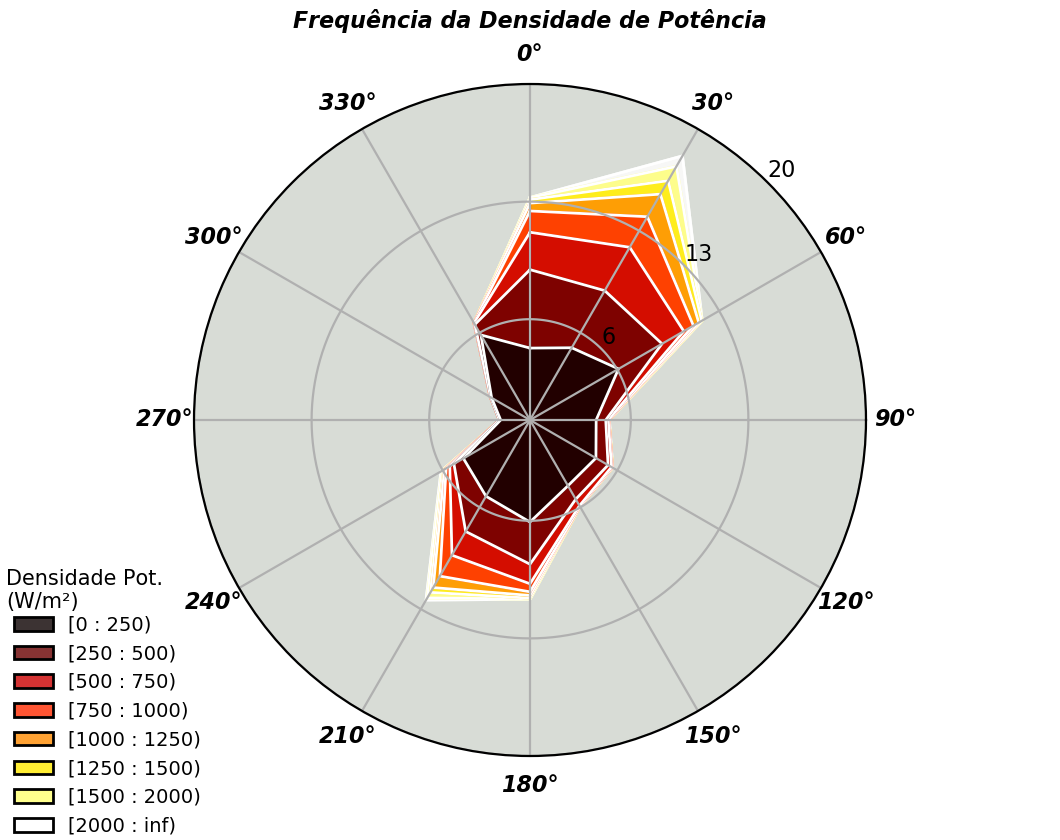 Frequência da Densidade de Potência
0°
30°
60°
90°
120°
150°
180°
210°
240°
270°
300°
330°
6
13
20
Densidade Pot.
(W/m²)
[0 : 250)
[250 : 500)
[500 : 750)
[750 : 1000)
[1000 : 1250)
[1250 : 1500)
[1500 : 2000)
[2000 : inf)